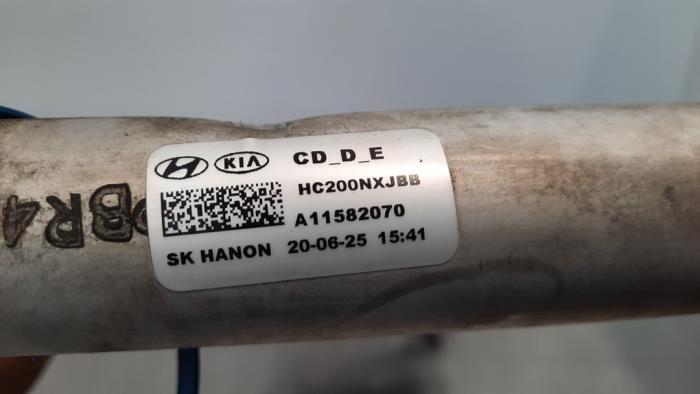 KIA
CD_D_E
HC200NXJBB
A11582070
SK HANON 20-06-25 15:41